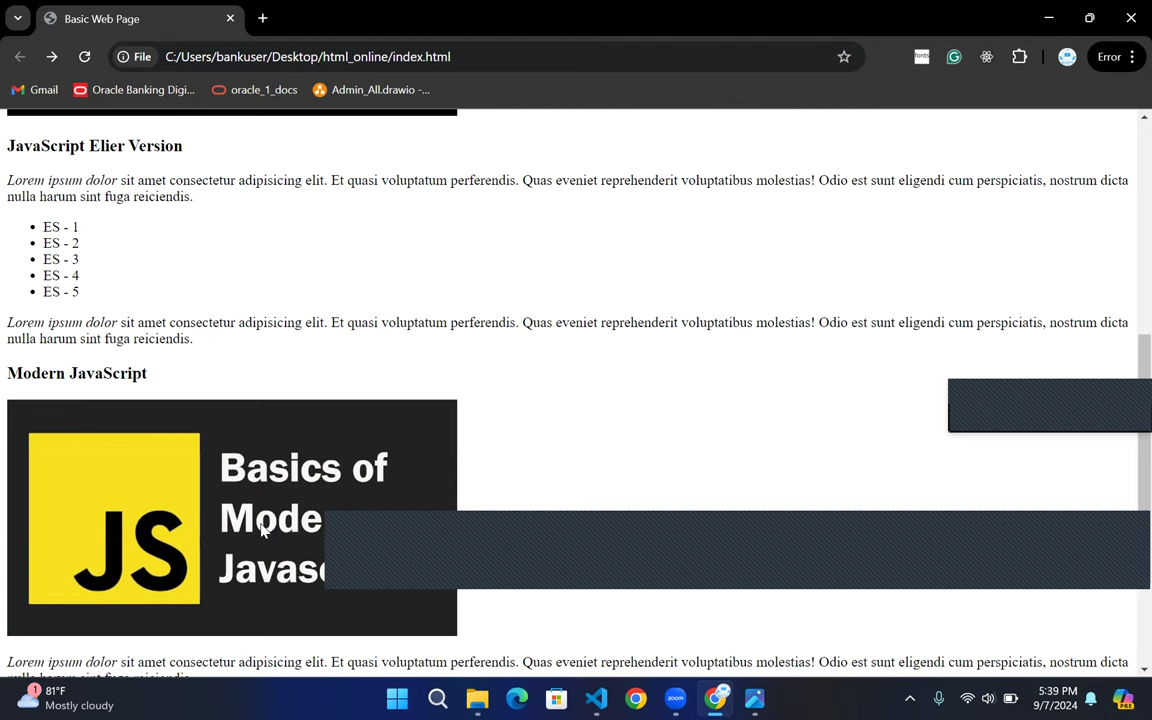 Basic Web Page
File
C:/Users/bankuser/Desktop/html_online/index.html
fonts
Error
Gmail
Oracle Banking Digi...
oracle_1_docs
Admin_All.drawio -...
JavaScript Elier Version
Lorem ipsum dolor sit amet consectetur adipisicing elit. Et quasi voluptatum perferendis. Quas eveniet reprehenderit voluptatibus molestias! Odio est sunt eligendi cum perspiciatis, nostrum dicta
nulla harum sint fuga reiciendis.
ES - 1
ES - 2
ES - 3
ES - 4
ES - 5
Lorem ipsum dolor sit amet consectetur adipisicing elit. Et quasi voluptatum perferendis. Quas eveniet reprehenderit voluptatibus molestias! Odio est sunt eligendi cum perspiciatis, nostrum dicta
nulla harum sint fuga reiciendis.
Modern JavaScript
JS
Basics of
Mode
Javas
Lorem ipsum dolor sit amet consectetur adipisicing elit. Et quasi voluptatum perferendis. Quas eveniet reprehenderit voluptatibus molestias! Odio est sunt eligendi cum perspiciatis, nostrum dicta
1
81°F
Mostly cloudy
zoom
5:39 PM
9/7/2024
PRE